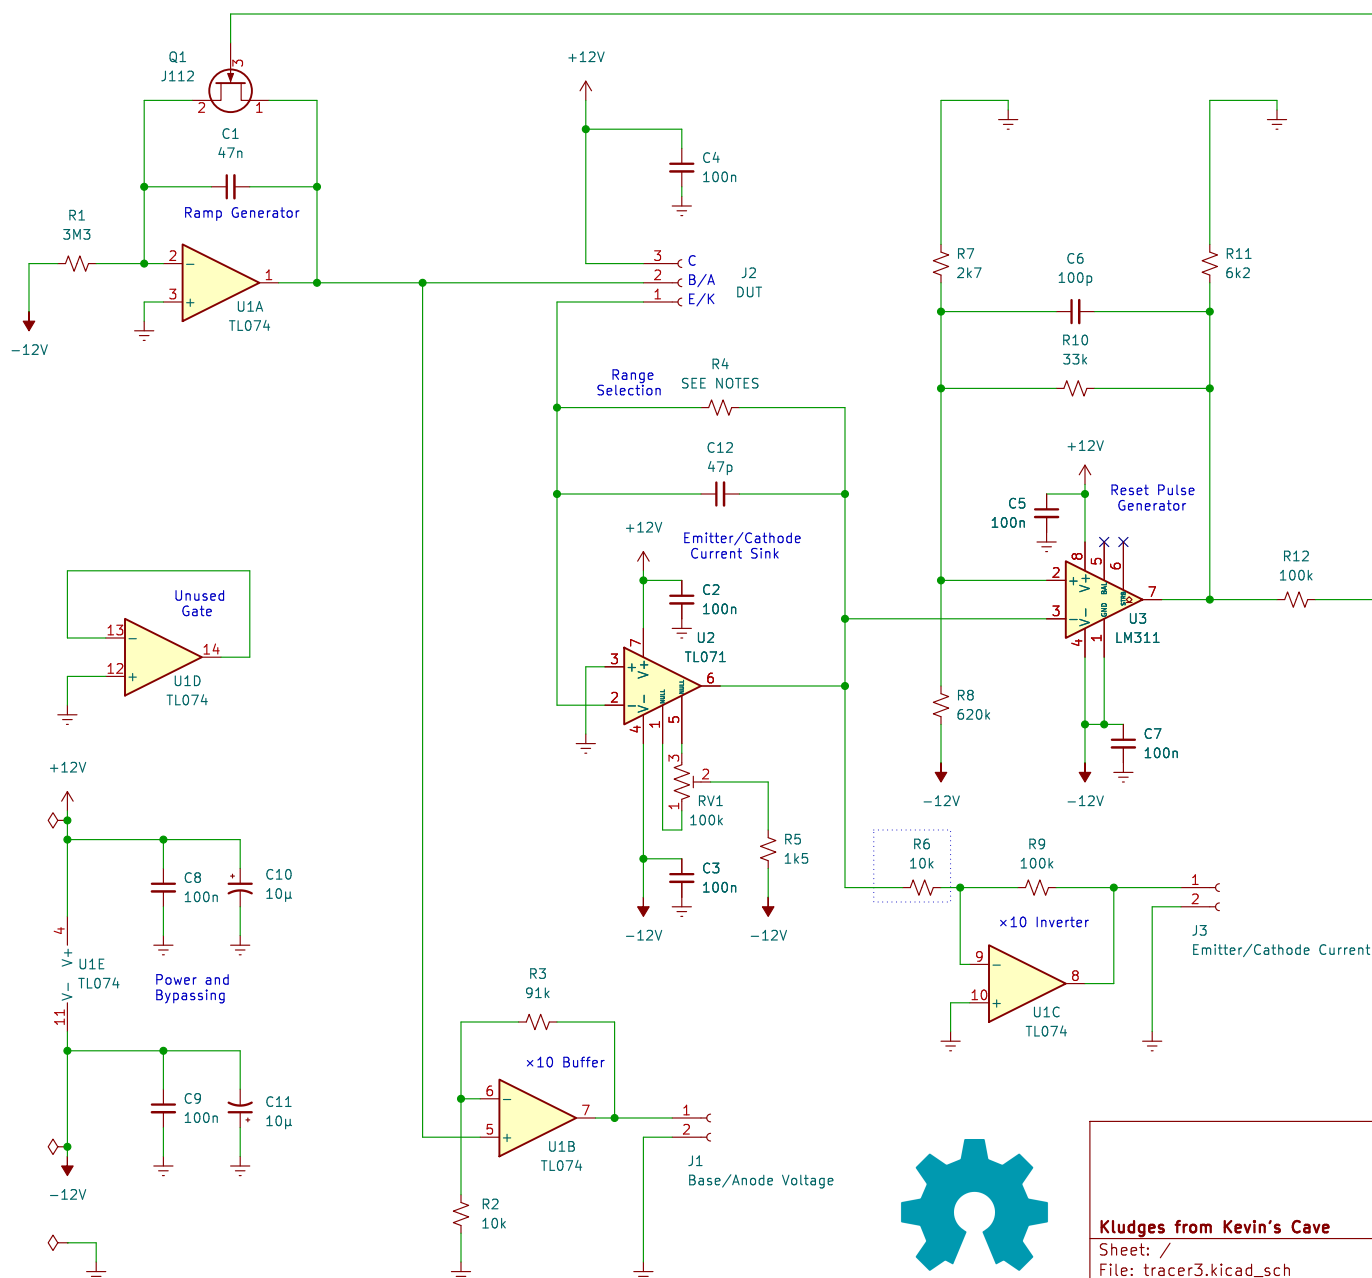 Q1
J112
3
2
1
C1
47n
Ramp Generator
R1
3M3
2
3
1
U1A
TL074
-12V
+12V
C4
100n
3
C
2
B/A
1
E/K
J2
DUT
Range
Selection
R4
SEE NOTES
C12
47p
Emitter/Cathode
Current Sink
+12V
C2
100n
U2
TL071
7
3
2
6
4
1
5
V+
V-
NULL
NULL
3
2
1
RV1
100k
R5
1k5
C3
100n
-12V
-12V
R7
2k7
C6
100p
R10
33k
R11
6k2
+12V
C5
100n
Reset Pulse
Generator
8
5
6
2
3
7
4
1
V+
BAL
STRB
V-
GND
U3
LM311
R12
100k
R8
620k
C7
100n
-12V
-12V
Unused
Gate
13
12
14
U1D
TL074
+12V
C8
100n
C10
10µ
4
V+
U1E
TL074
V-
11
Power and
Bypassing
C9
100n
C11
10µ
-12V
R6
10k
R9
100k
×10 Inverter
9
10
8
U1C
TL074
1
2
J3
Emitter/Cathode Current
R3
91k
×10 Buffer
6
5
7
U1B
TL074
1
2
J1
Base/Anode Voltage
R2
10k
Kludges from Kevin's Cave
Sheet: /
File: tracer3.kicad_sch